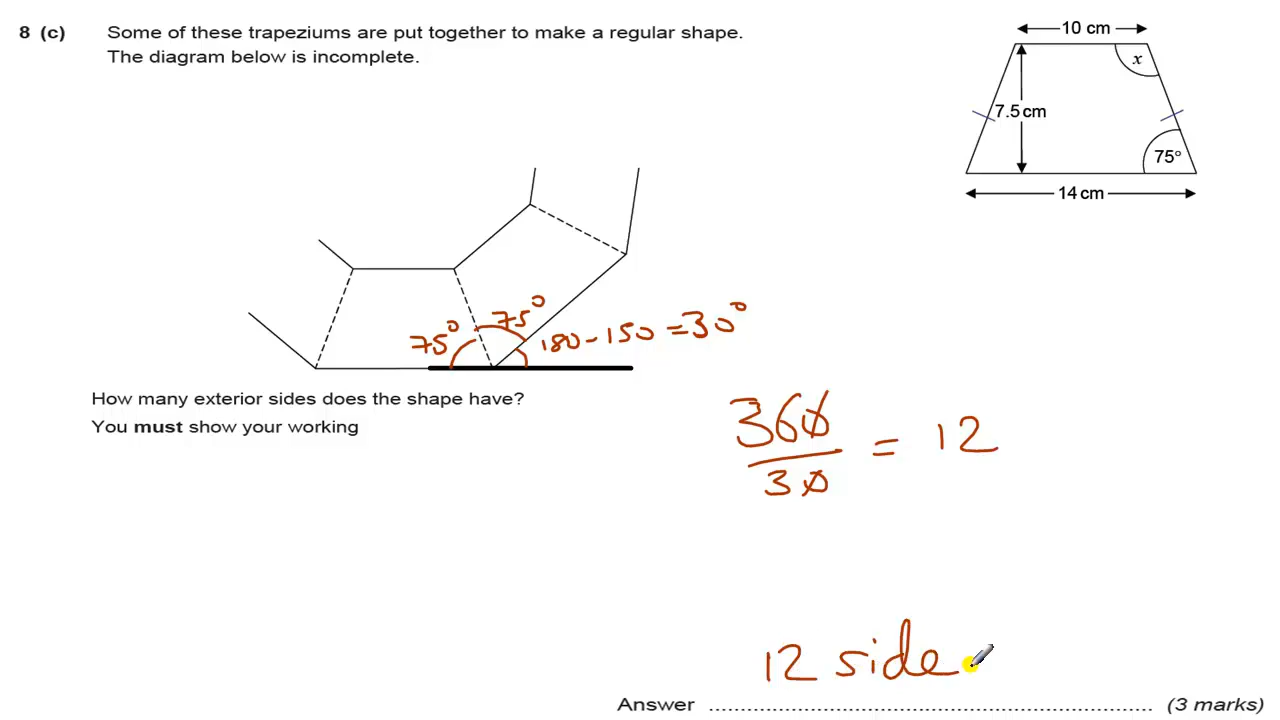 8 (c) Some of these trapeziums are put together to make a regular shape.
The diagram below is incomplete.
10 cm
x
7.5 cm
75°
14 cm
75° 75° 180 - 150 = 30°
How many exterior sides does the shape have?
You must show your working
360
30
= 12
12 side
Answer (3 marks)